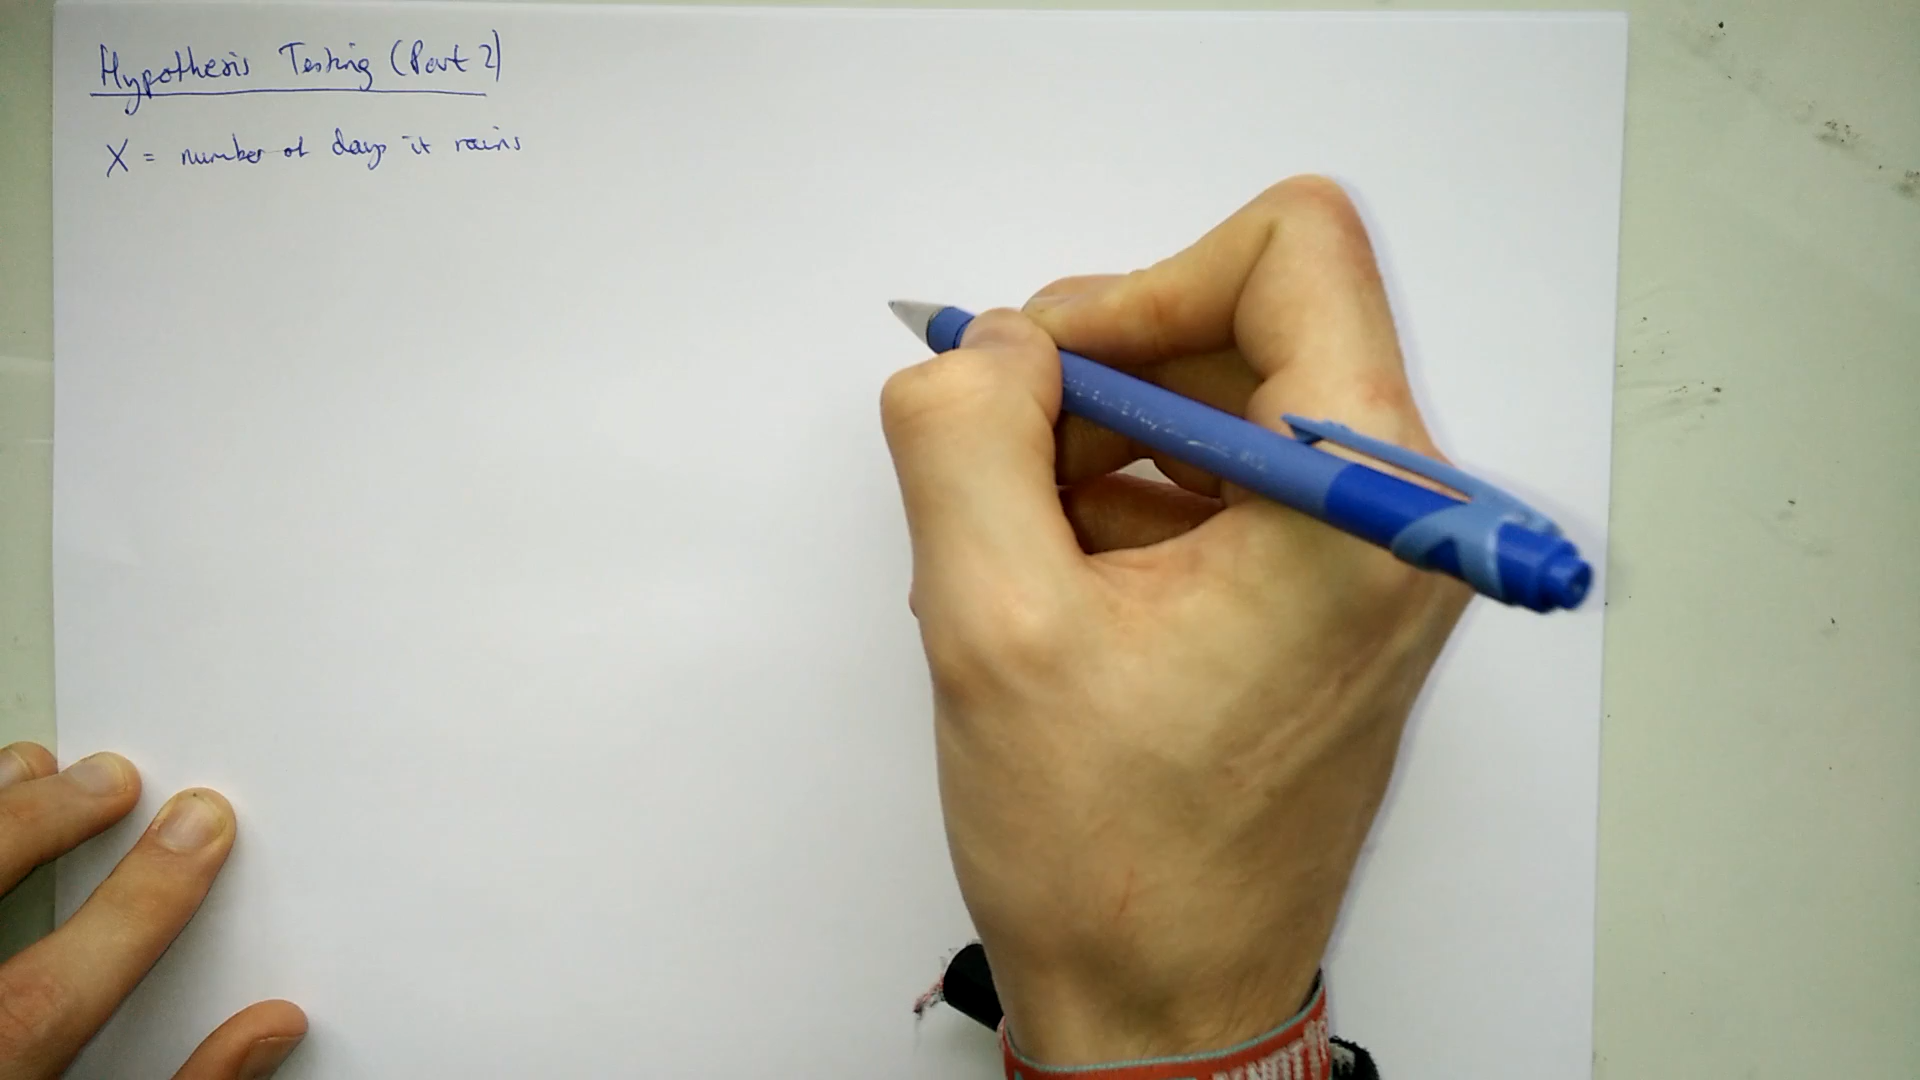 Hypothesis Testing (Part 2)
X = number of days it rains